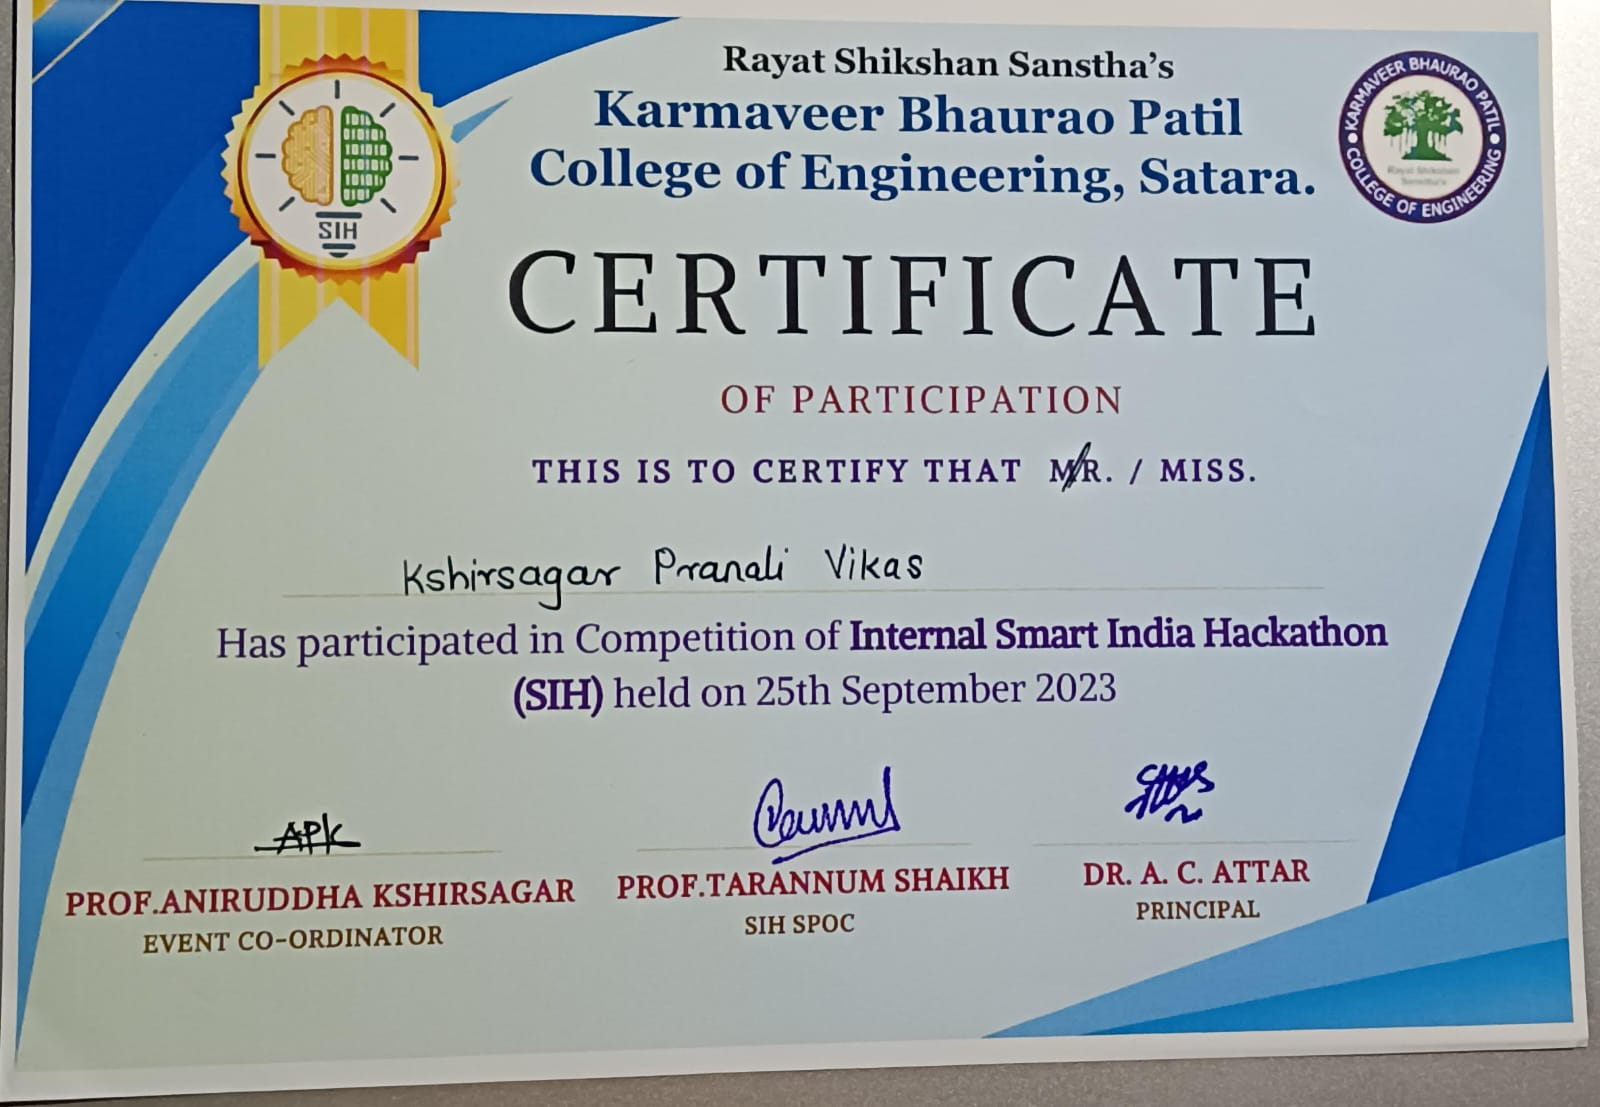 Rayat Shikshan Sanstha's
Karmaveer Bhaurao Patil
College of Engineering, Satara.
KARMAVEER BHAURAO PATIL
COLLEGE OF ENGINEERING
Rayat Shikshan
Sanstha's
SIH
CERTIFICATE
OF PARTICIPATION
THIS IS TO CERTIFY THAT MR. / MISS.
Kshirsagar Pranali Vikas
Has participated in Competition of Internal Smart India Hackathon
(SIH) held on 25th September 2023
APK
PROF.ANIRUDDHA KSHIRSAGAR
EVENT CO-ORDINATOR
PROF.TARANNUM SHAIKH
SIH SPOC
DR. A. C. ATTAR
PRINCIPAL